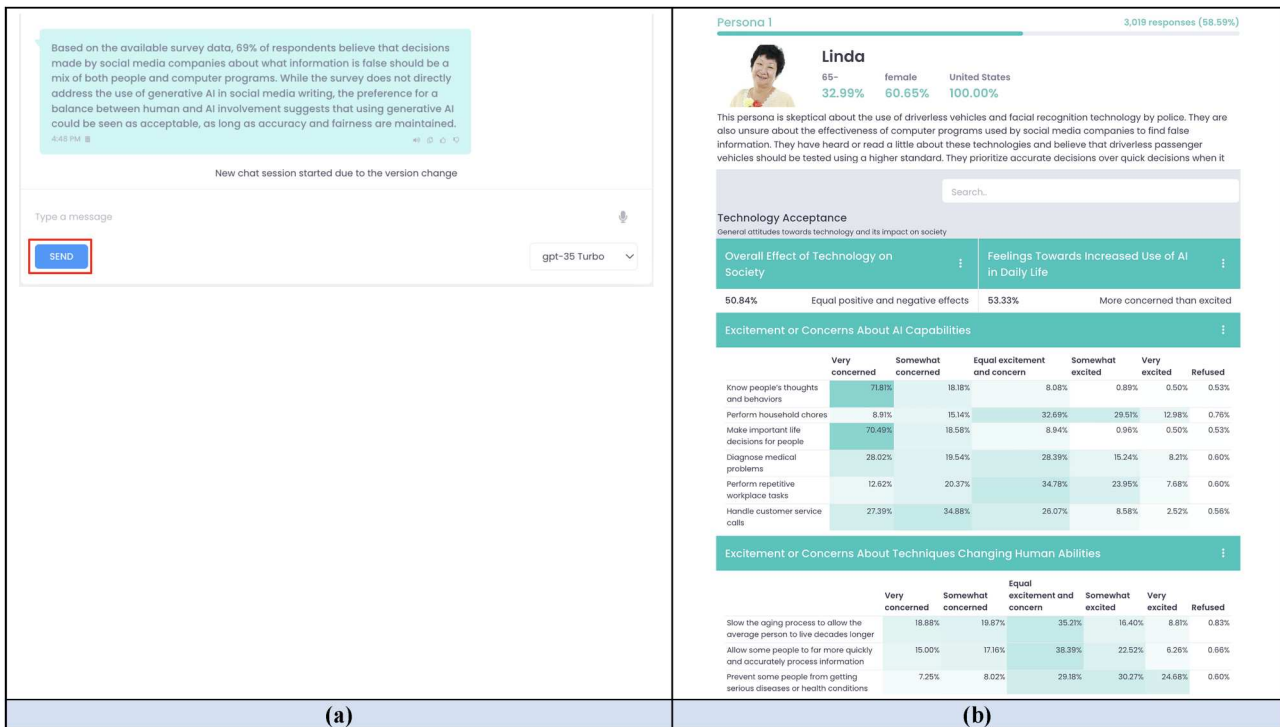 Based on the available survey data, 69% of respondents believe that decisions
made by social media companies about what information is false should be a
mix of both people and computer programs. While the survey does not directly
address the use of generative AI in social media writing, the preference for a
balance between human and AI involvement suggests that using generative AI
could be seen as acceptable, as long as accuracy and fairness are maintained.
4:48 PM
New chat session started due to the version change
Type a message
SEND
gpt-35 Turbo
(a)
Persona 1
3,019 responses (58.59%)
Linda
65- female United States
32.99% 60.65% 100.00%
This persona is skeptical about the use of driverless vehicles and facial recognition technology by police. They are
also unsure about the effectiveness of computer programs used by social media companies to find false
information. They have heard or read a little about these technologies and believe that driverless passenger
vehicles should be tested using a higher standard. They prioritize accurate decisions over quick decisions when it
Search..
Technology Acceptance
General attitudes towards technology and its impact on society
Overall Effect of Technology on
Society
Feelings Towards Increased Use of AI
in Daily Life
50.84% Equal positive and negative effects 53.33% More concerned than excited
Excitement or Concerns About AI Capabilities
Very Somewhat Equal excitement Somewhat Very
concerned concerned and concern excited excited Refused
Know people's thoughts 71.81% 18.18% 8.08% 0.89% 0.50% 0.53%
and behaviors
Perform household chores 8.91% 15.14% 32.69% 29.51% 12.98% 0.76%
Make important life 70.49% 18.58% 8.94% 0.96% 0.50% 0.53%
decisions for people
Diagnose medical 28.02% 19.54% 28.39% 15.24% 8.21% 0.60%
problems
Perform repetitive 12.62% 20.37% 34.78% 23.95% 7.68% 0.60%
workplace tasks
Handle customer service 27.39% 34.88% 26.07% 8.58% 2.52% 0.56%
calls
Excitement or Concerns About Techniques Changing Human Abilities
Equal
Very Somewhat excitement and Somewhat Very
concerned concerned concern excited excited Refused
Slow the aging process to allow the 18.88% 19.87% 35.21% 16.40% 8.81% 0.83%
average person to live decades longer
Allow some people to far more quickly 15.00% 17.16% 38.39% 22.52% 6.26% 0.66%
and accurately process information
Prevent some people from getting 7.25% 8.02% 29.18% 30.27% 24.68% 0.60%
serious diseases or health conditions
(b)